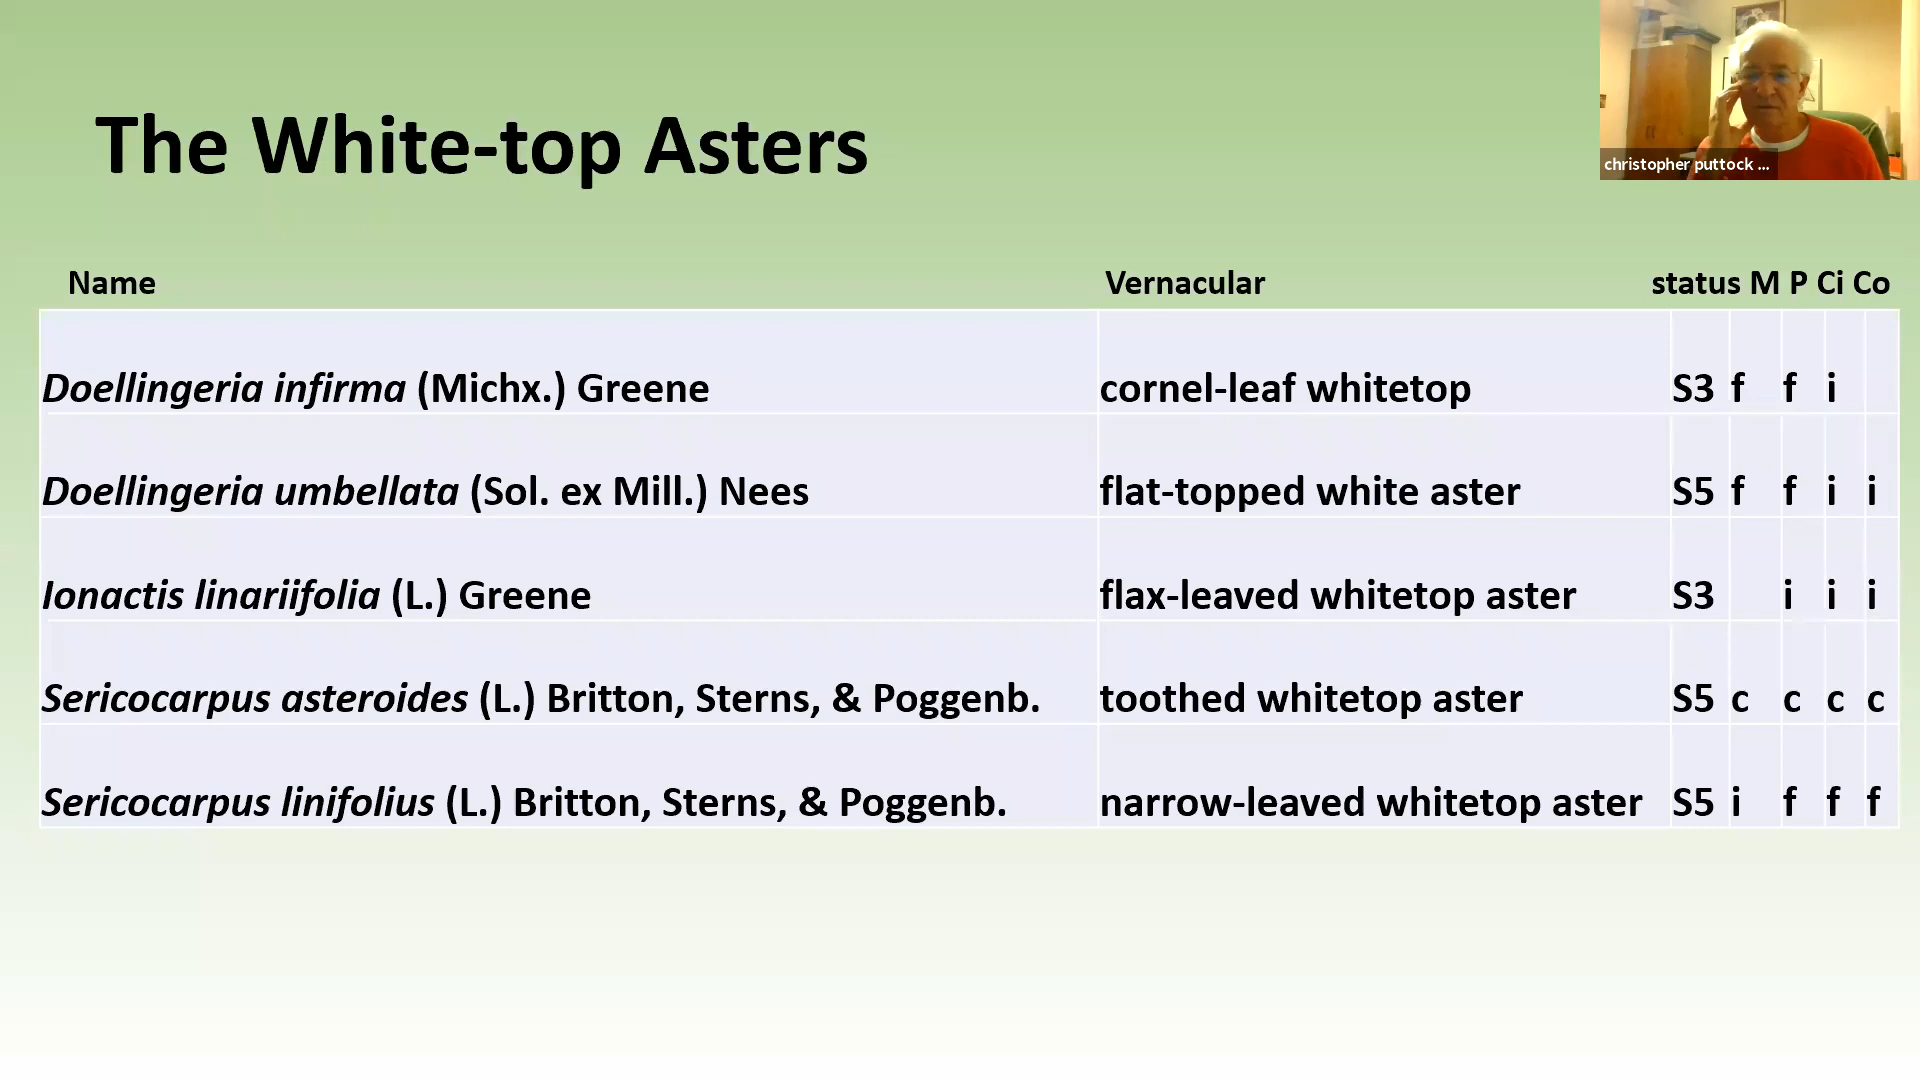 The White-top Asters
christopher puttock ...
Name Vernacular status M P Ci Co
Doellingeria infirma (Michx.) Greene cornel-leaf whitetop S3 f f i
Doellingeria umbellata (Sol. ex Mill.) Nees flat-topped white aster S5 f f i i
Ionactis linariifolia (L.) Greene flax-leaved whitetop aster S3 i i i
Sericocarpus asteroides (L.) Britton, Sterns, & Poggenb. toothed whitetop aster S5 c c c c
Sericocarpus linifolius (L.) Britton, Sterns, & Poggenb. narrow-leaved whitetop aster S5 i f f f